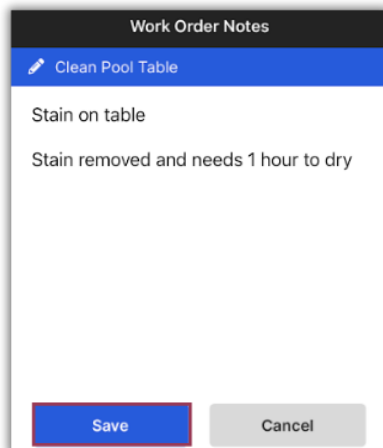 Work Order Notes
Clean Pool Table
Stain on table
Stain removed and needs 1 hour to dry
Save
Cancel